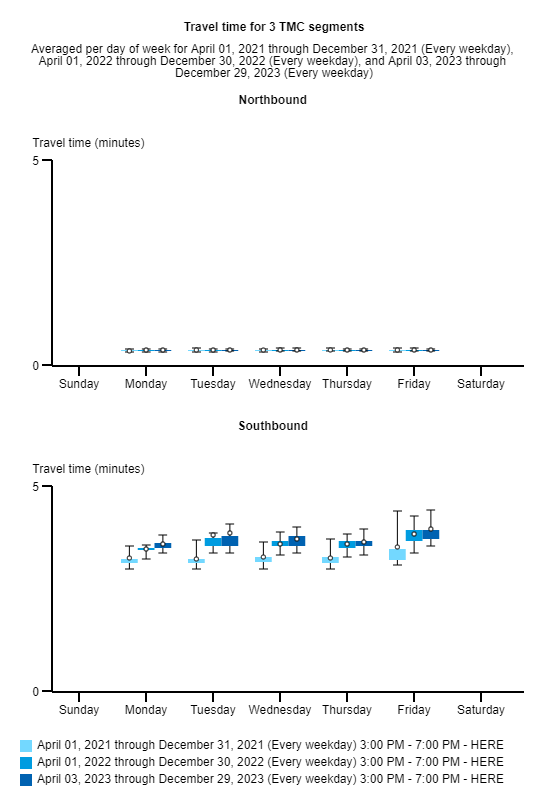 Travel time for 3 TMC segments
Averaged per day of week for April 01, 2021 through December 31, 2021 (Every weekday),
April 01, 2022 through December 30, 2022 (Every weekday), and April 03, 2023 through
December 29, 2023 (Every weekday)
Northbound
Travel time (minutes)
5
0
Sunday Monday Tuesday Wednesday Thursday Friday Saturday
Southbound
Travel time (minutes)
5
0
Sunday Monday Tuesday Wednesday Thursday Friday Saturday
April 01, 2021 through December 31, 2021 (Every weekday) 3:00 PM - 7:00 PM - HERE
April 01, 2022 through December 30, 2022 (Every weekday) 3:00 PM - 7:00 PM - HERE
April 03, 2023 through December 29, 2023 (Every weekday) 3:00 PM - 7:00 PM - HERE